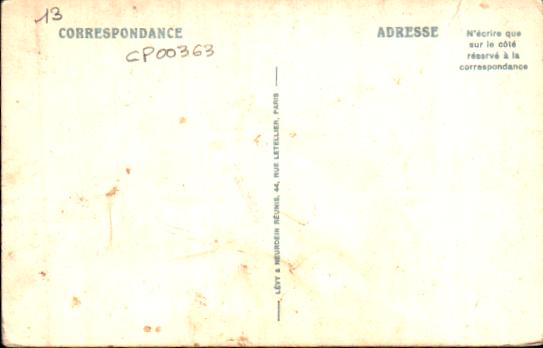 13
CORRESPONDANCE
CP00363
ADRESSE
N'écrire que
sur le côté
réservé à la
correspondance
LÉVY & NEURDEIN RÉUNIS, 44, RUE LETELLIER, PARIS